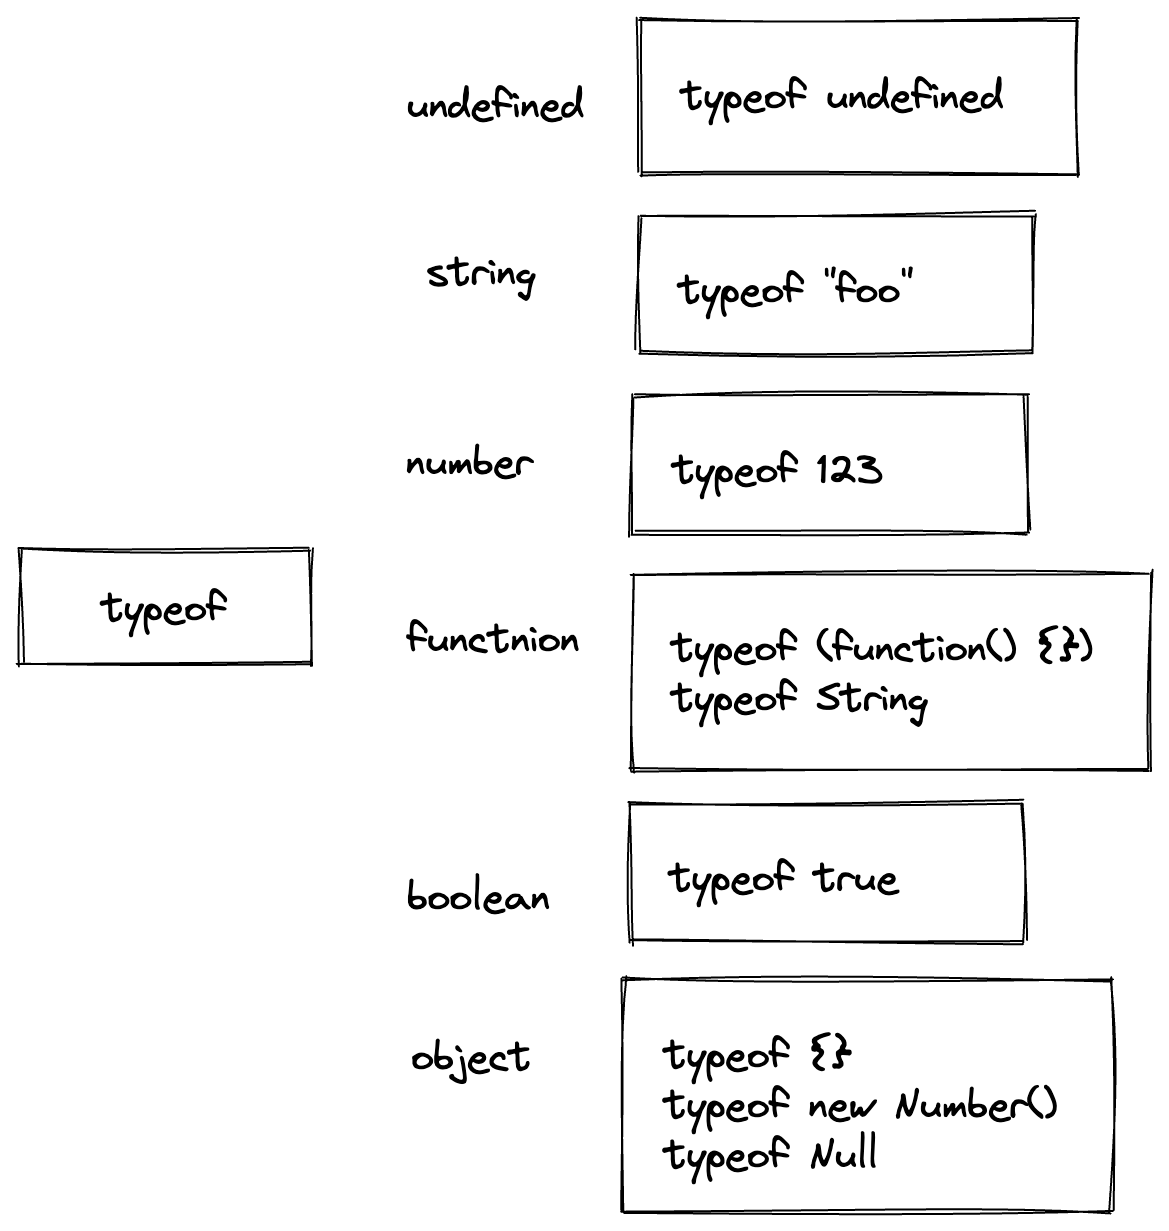 undefined
typeof undefined
string
typeof "foo"
number
typeof 123
typeof
functnion
typeof (function() {})
typeof String
boolean
typeof true
object
typeof {}
typeof new Number()
typeof Null